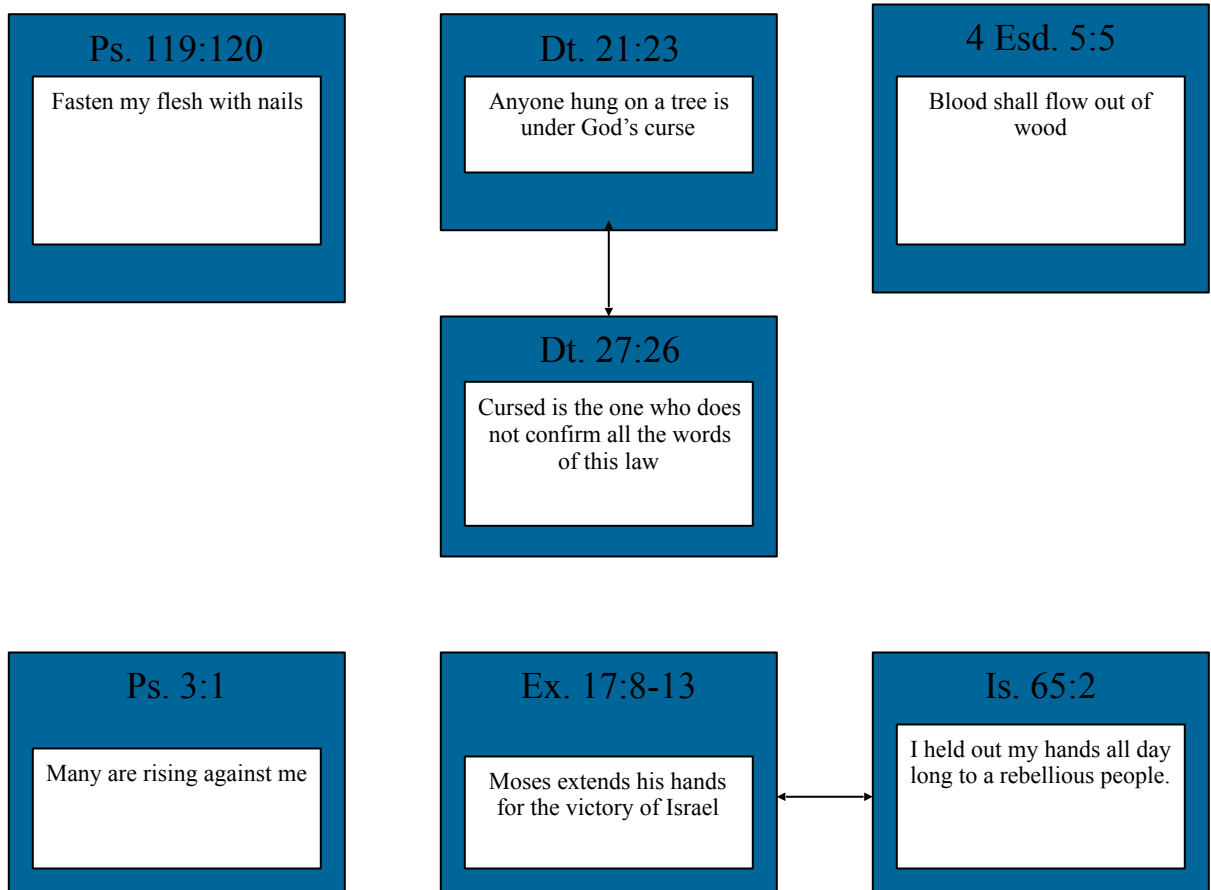 Ps. 119:120
Fasten my flesh with nails
Dt. 21:23
Anyone hung on a tree is
under God’s curse
4 Esd. 5:5
Blood shall flow out of
wood
Dt. 27:26
Cursed is the one who does
not confirm all the words
of this law
Ps. 3:1
Many are rising against me
Ex. 17:8-13
Moses extends his hands
for the victory of Israel
Is. 65:2
I held out my hands all day
long to a rebellious people.